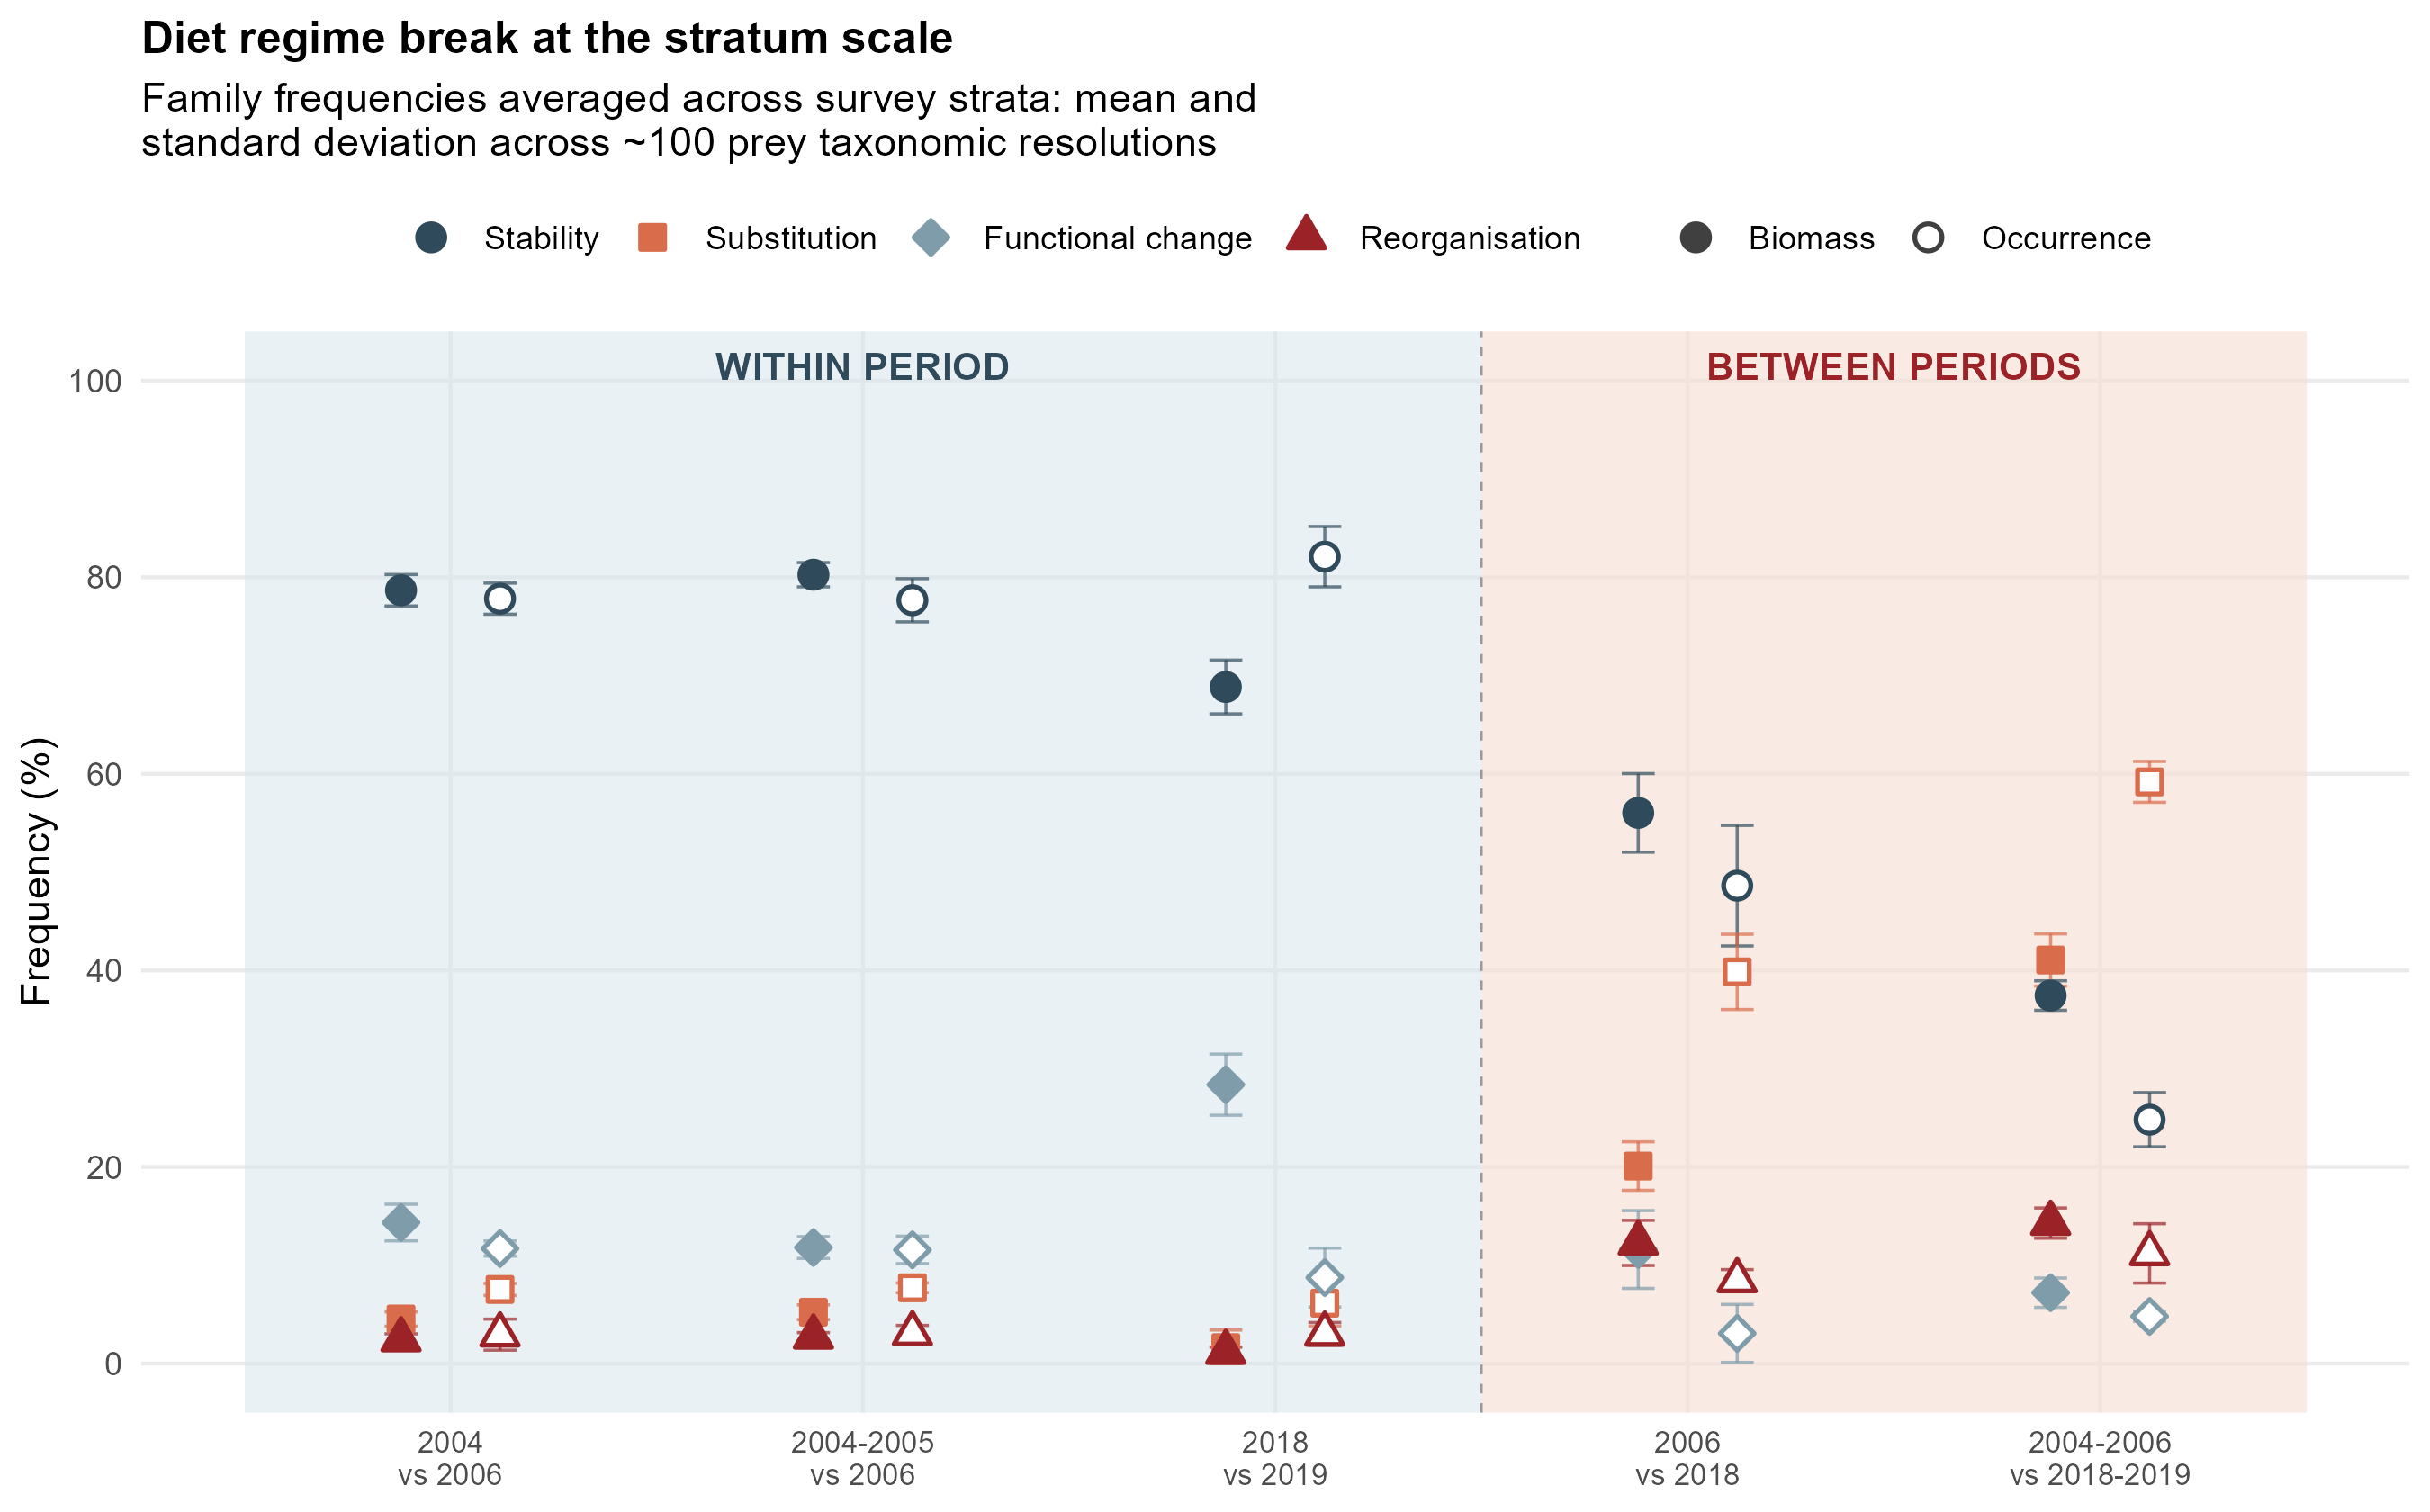 Diet regime break at the stratum scale
Family frequencies averaged across survey strata: mean and
standard deviation across ~100 prey taxonomic resolutions
Stability Substitution Functional change Reorganisation Biomass Occurrence
WITHIN PERIOD BETWEEN PERIODS
Frequency (%)
100
80
60
40
20
0
2004 2004-2005 2018 2006 2004-2006
vs 2006 vs 2006 vs 2019 vs 2018 vs 2018-2019